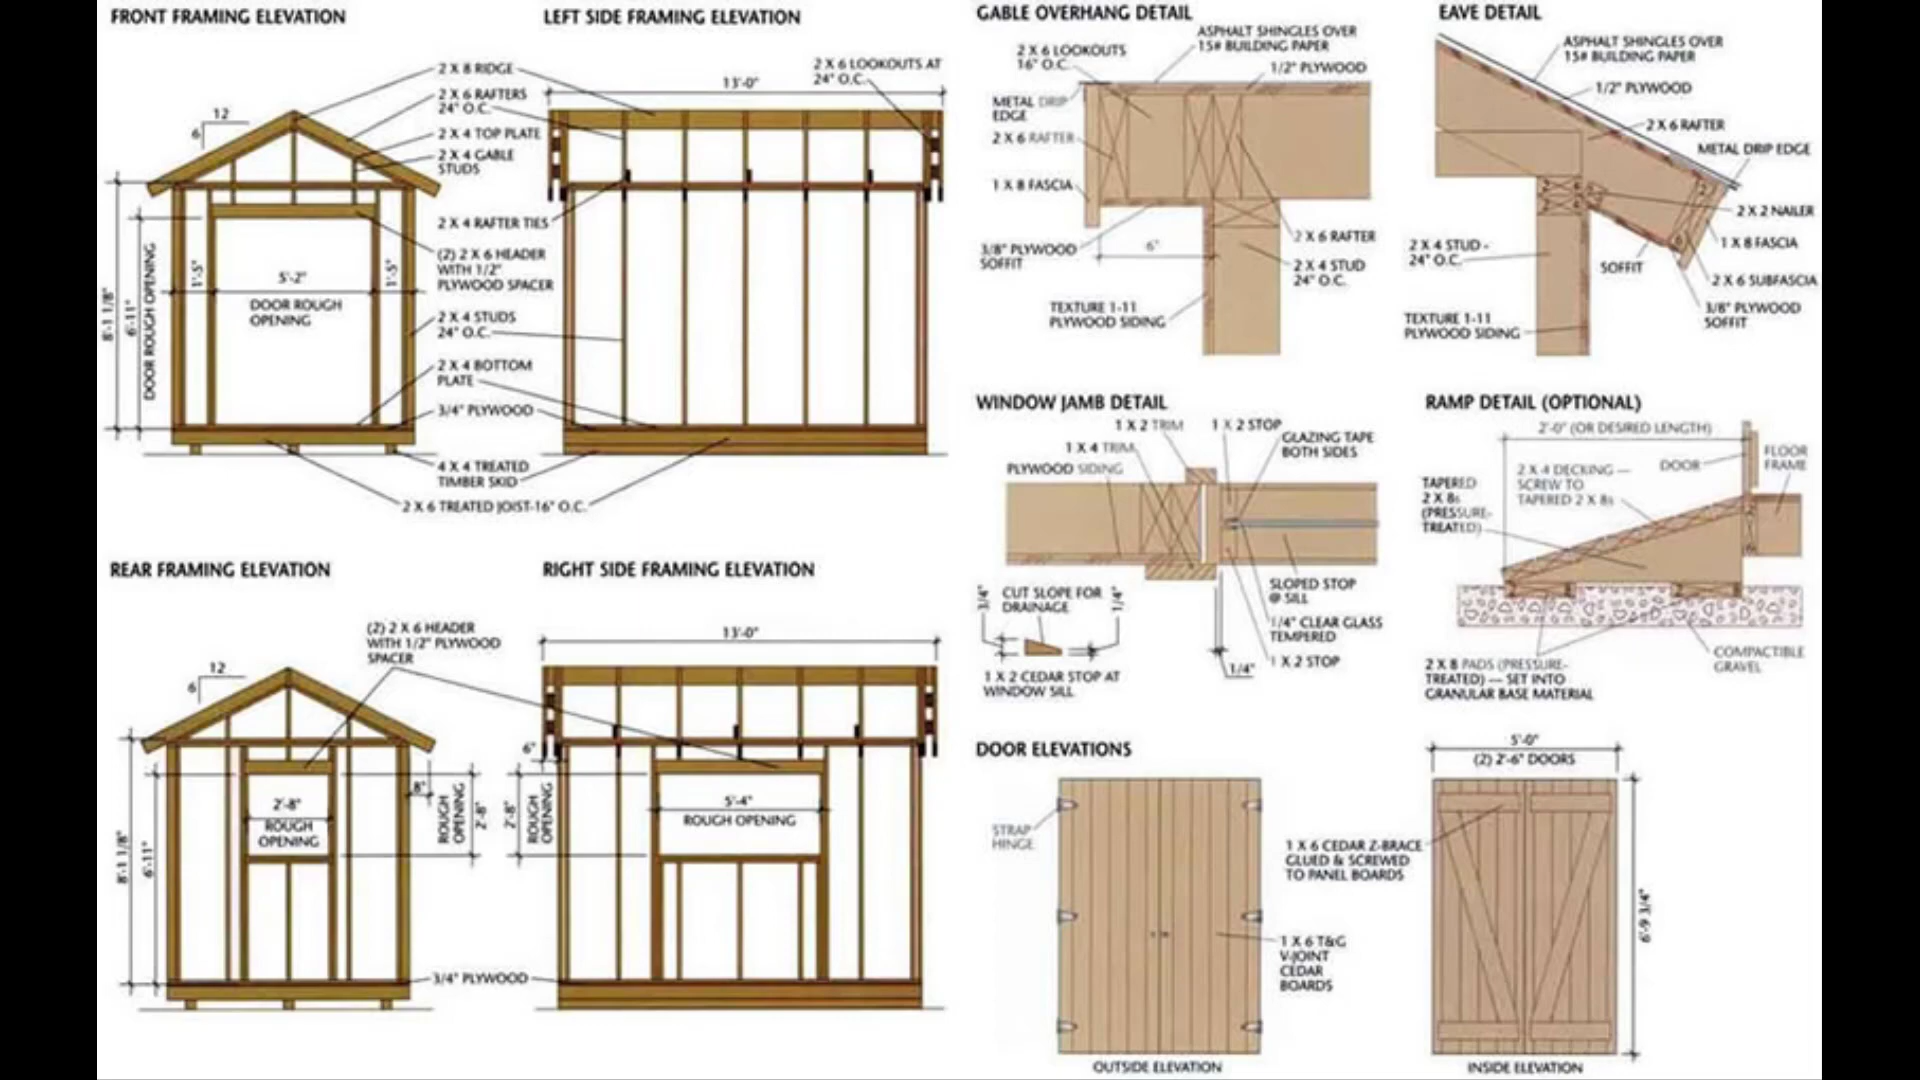 FRONT FRAMING ELEVATION
12
6
2 X 8 RIDGE
2 X 6 RAFTERS
24" O.C.
2 X 4 TOP PLATE
2 X 4 GABLE
STUDS
2 X 4 RAFTER TIES
(2) 2 X 6 HEADER
WITH 1/2"
PLYWOOD SPACER
2 X 4 STUDS
24" O.C.
2 X 4 BOTTOM
PLATE
3/4" PLYWOOD
4 X 4 TREATED
TIMBER SKID
2 X 6 TREATED JOIST-16" O.C.
8'-1 1/8"
6'-11"
DOOR ROUGH OPENING
1'-5"
5'-2"
1'-5"
DOOR ROUGH
OPENING
LEFT SIDE FRAMING ELEVATION
13'-0"
2 X 6 LOOKOUTS AT
24" O.C.
GABLE OVERHANG DETAIL
2 X 6 LOOKOUTS
16" O.C.
ASPHALT SHINGLES OVER
15# BUILDING PAPER
1/2" PLYWOOD
METAL DRIP
EDGE
2 X 6 RAFTER
1 X 8 FASCIA
3/8" PLYWOOD
SOFFIT
6"
2 X 6 RAFTER
2 X 4 STUD
24" O.C.
TEXTURE 1-11
PLYWOOD SIDING
EAVE DETAIL
ASPHALT SHINGLES OVER
15# BUILDING PAPER
1/2" PLYWOOD
2 X 6 RAFTER
METAL DRIP EDGE
2 X 2 NAILER
1 X 8 FASCIA
2 X 6 SUBFASCIA
3/8" PLYWOOD
SOFFIT
SOFFIT
2 X 4 STUD -
24" O.C.
TEXTURE 1-11
PLYWOOD SIDING
REAR FRAMING ELEVATION
12
6
(2) 2 X 6 HEADER
WITH 1/2" PLYWOOD
SPACER
8'-1 1/8"
6'-11"
2'-8"
ROUGH
OPENING
8"
ROUGH
OPENING
2'-8"
3/4" PLYWOOD
RIGHT SIDE FRAMING ELEVATION
13'-0"
6"
2'-8"
ROUGH
OPENING
5'-4"
ROUGH OPENING
WINDOW JAMB DETAIL
1 X 2 TRIM
1 X 4 TRIM
PLYWOOD SIDING
1 X 2 STOP
GLAZING TAPE
BOTH SIDES
3/4"
CUT SLOPE FOR
DRAINAGE
1/4"
1 X 2 CEDAR STOP AT
WINDOW SILL
SLOPED STOP
@ SILL
1/4" CLEAR GLASS
TEMPERED
1 X 2 STOP
1/4"
RAMP DETAIL (OPTIONAL)
2'-0" (OR DESIRED LENGTH)
TAPERED
2 X 8s
(PRESSURE-
TREATED)
2 X 4 DECKING —
SCREW TO
TAPERED 2 X 8s
DOOR
FLOOR
FRAME
2 X 8 PADS (PRESSURE-
TREATED) — SET INTO
GRANULAR BASE MATERIAL
COMPACTIBLE
GRAVEL
DOOR ELEVATIONS
STRAP
HINGE
1 X 6 CEDAR Z-BRACE
GLUED & SCREWED
TO PANEL BOARDS
1 X 6 T&G
V-JOINT
CEDAR
BOARDS
OUTSIDE ELEVATION
5'-0"
(2) 2'-6" DOORS
6'-9 3/4"
INSIDE ELEVATION